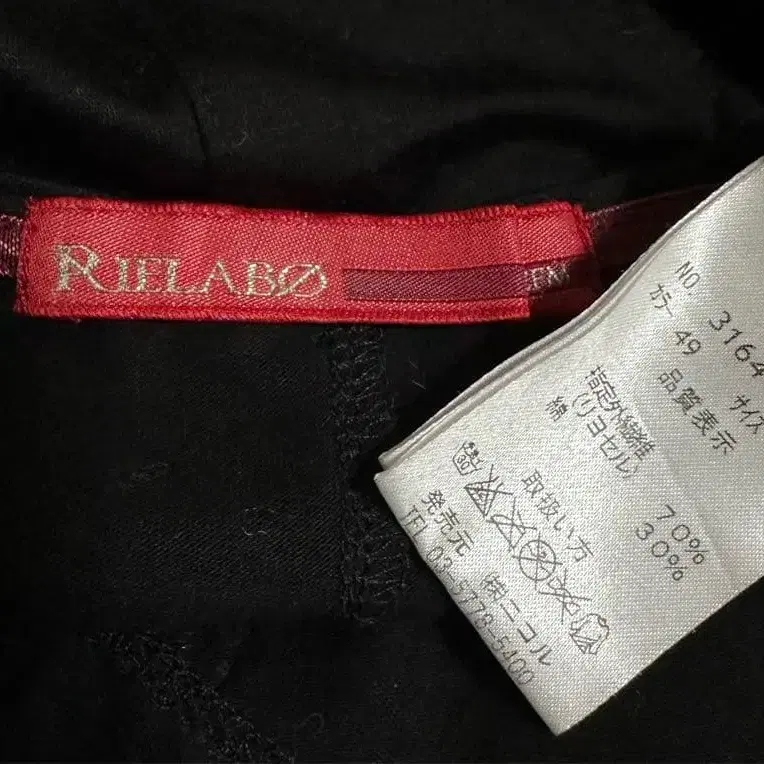 RIELABØ
NO. 3164
カラー 49 サイズ
品質表示
指定外繊維
(リヨセル) 70%
綿 30%
取扱い方
発売元 ㈱ニコル
TEL 03-5778-5400